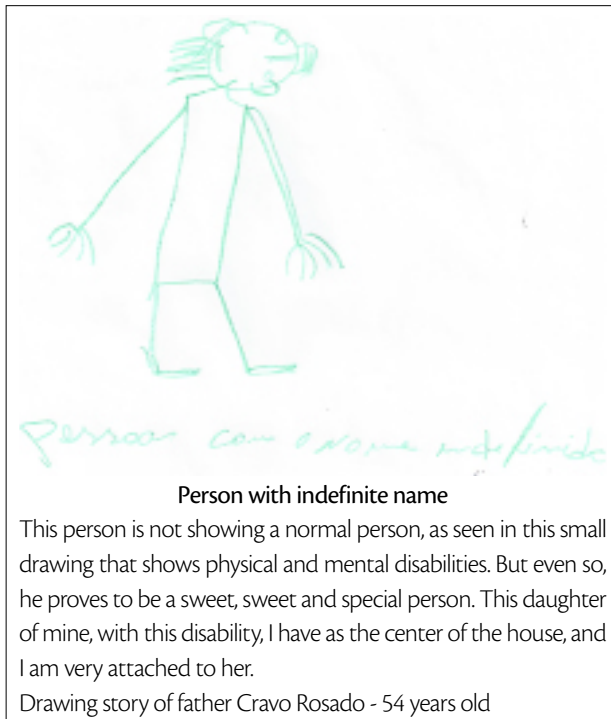 pessoa com o nome indefinido
Person with indefinite name
This person is not showing a normal person, as seen in this small
drawing that shows physical and mental disabilities. But even so,
he proves to be a sweet, sweet and special person. This daughter
of mine, with this disability, I have as the center of the house, and
I am very attached to her.
Drawing story of father Cravo Rosado - 54 years old